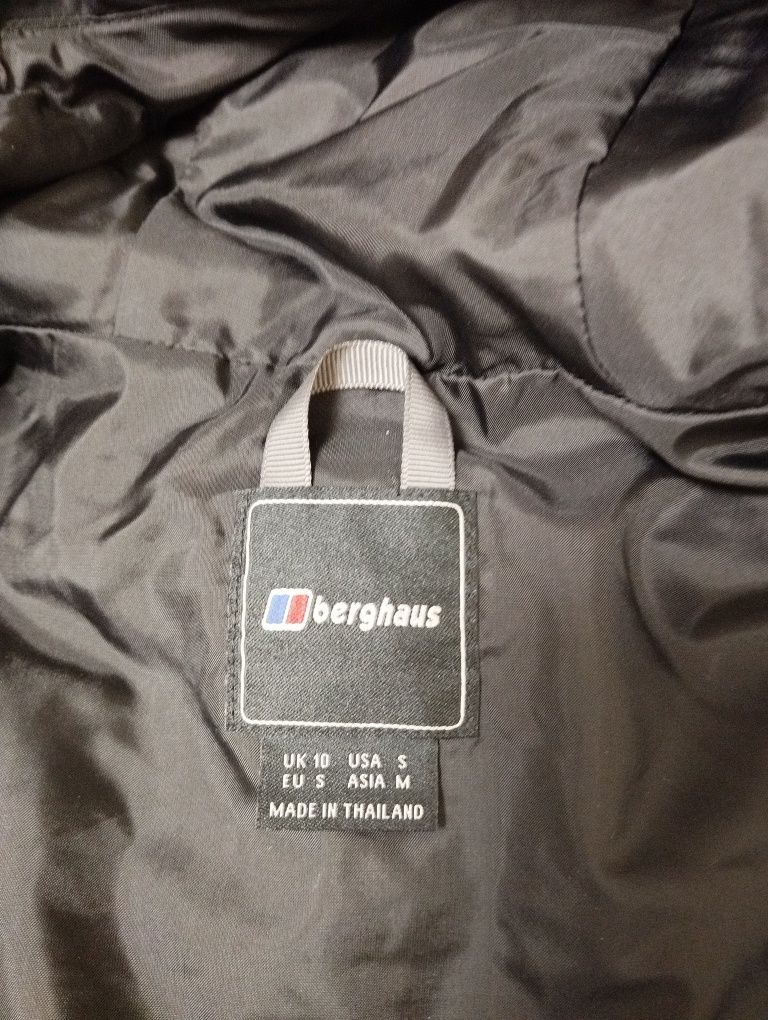 berghaus
UK 10 USA S
EU S ASIA M
MADE IN THAILAND